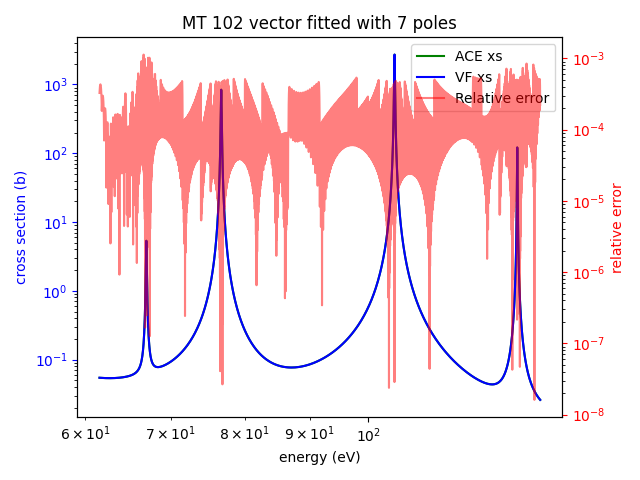 MT 102 vector fitted with 7 poles
ACE xs
VF xs
Relative error
cross section (b)
10³
10²
10¹
10⁰
10⁻¹
10⁻³
10⁻⁴
10⁻⁵
10⁻⁶
10⁻⁷
10⁻⁸
relative error
6 × 10¹
7 × 10¹
8 × 10¹
9 × 10¹
10²
energy (eV)